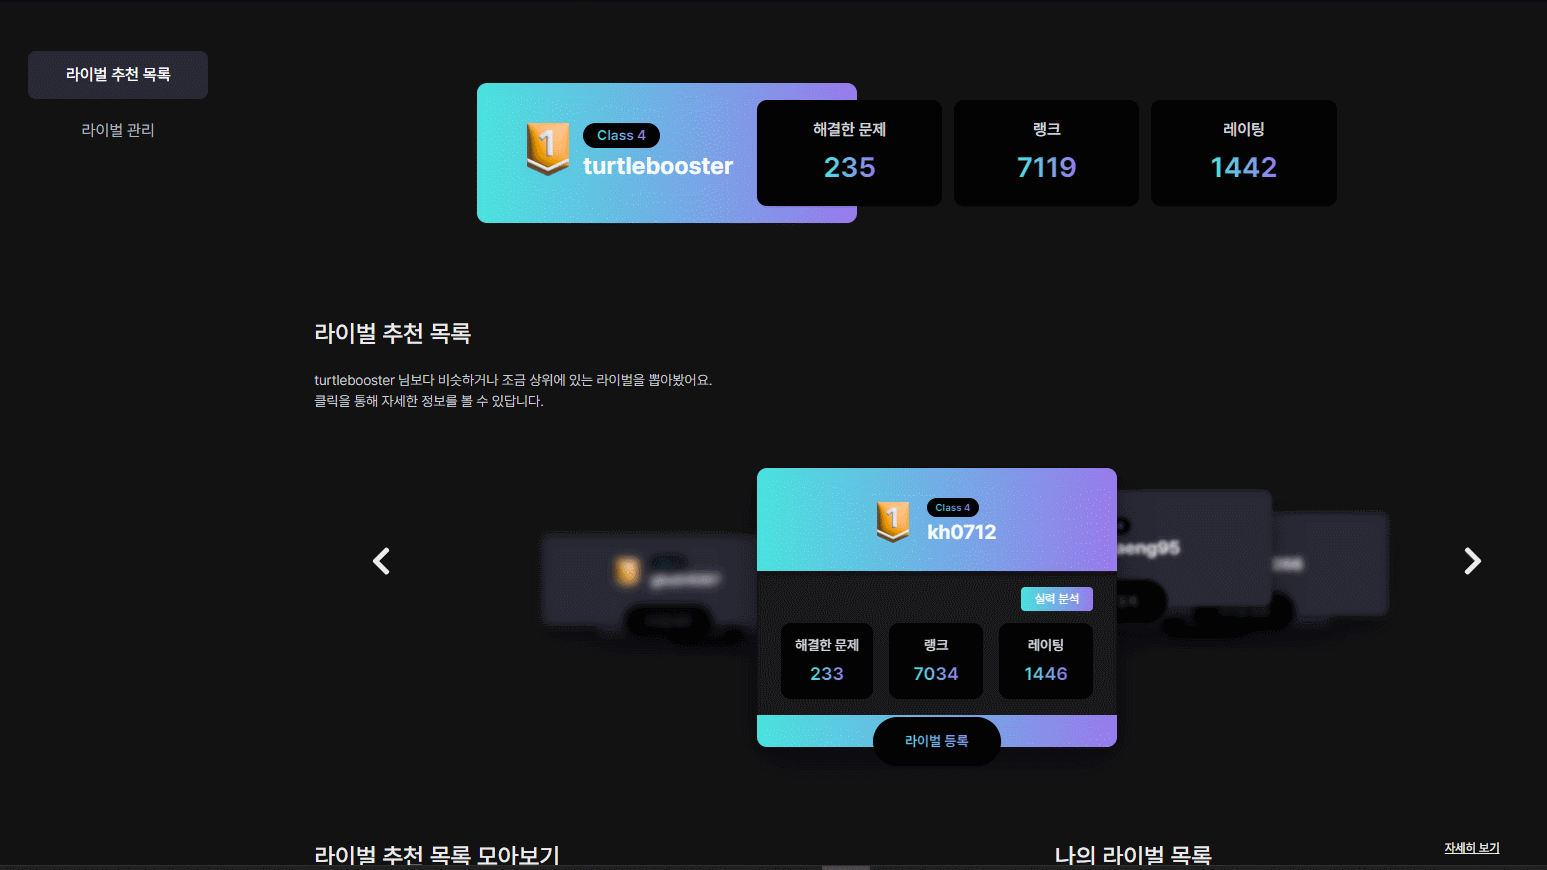 라이벌 추천 목록
라이벌 관리
1
Class 4
turtlebooster
해결한 문제
235
랭크
7119
레이팅
1442
라이벌 추천 목록
turtlebooster 님보다 비슷하거나 조금 상위에 있는 라이벌을 뽑아봤어요.
클릭을 통해 자세한 정보를 볼 수 있답니다.
1
Class 4
kh0712
실력 분석
해결한 문제
233
랭크
7034
레이팅
1446
라이벌 등록
eng95
라이벌 추천 목록 모아보기
나의 라이벌 목록
자세히 보기